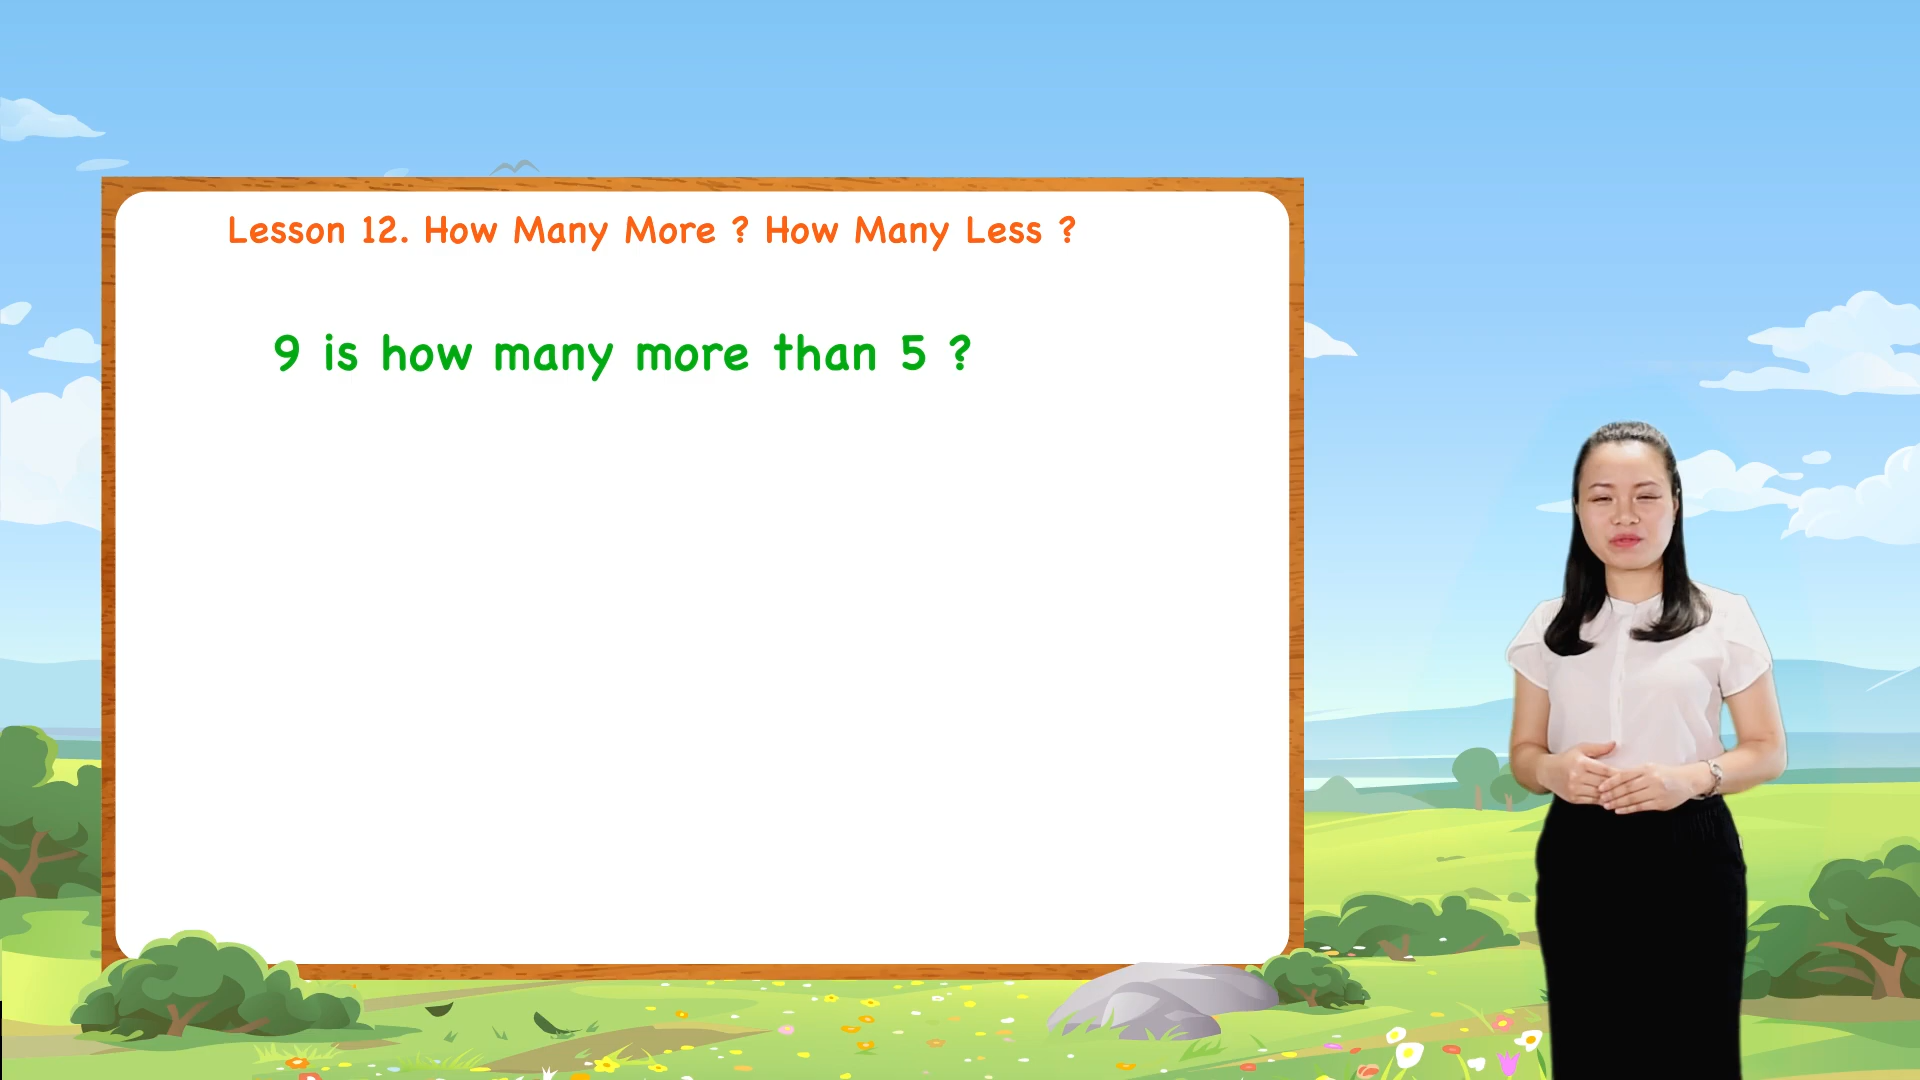 Lesson 12. How Many More ? How Many Less ?
9 is how many more than 5 ?